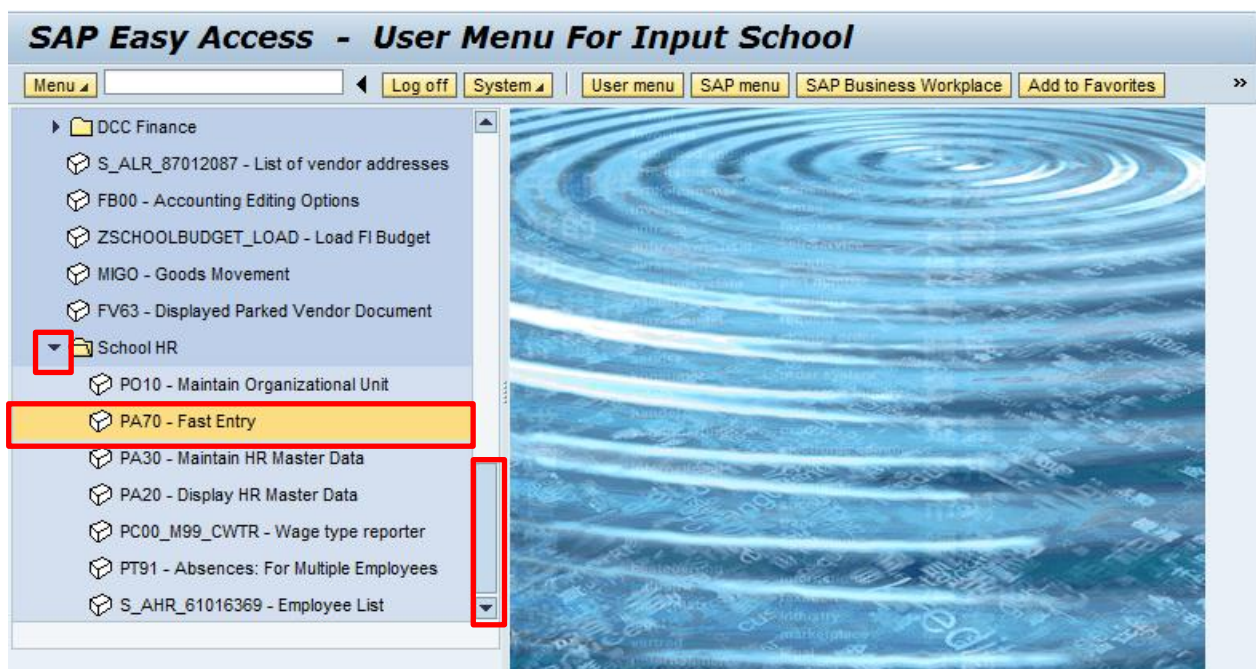 SAP Easy Access - User Menu For Input School
Menu Log off System User menu SAP menu SAP Business Workplace Add to Favorites »
DCC Finance
S_ALR_87012087 - List of vendor addresses
FB00 - Accounting Editing Options
ZSCHOOLBUDGET_LOAD - Load FI Budget
MIGO - Goods Movement
FV63 - Displayed Parked Vendor Document
School HR
PO10 - Maintain Organizational Unit
PA70 - Fast Entry
PA30 - Maintain HR Master Data
PA20 - Display HR Master Data
PC00_M99_CWTR - Wage type reporter
PT91 - Absences: For Multiple Employees
S_AHR_61016369 - Employee List